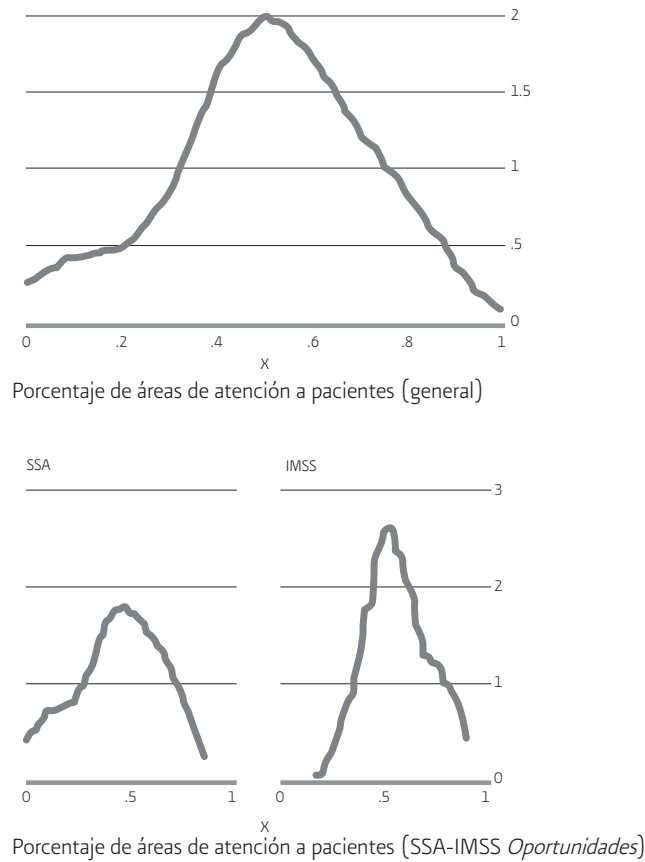 2
1.5
1
.5
0
0 .2 .4 .6 .8 1
X
Porcentaje de áreas de atención a pacientes (general)
SSA IMSS
3
2
1
0
0 .5 1 0 .5 1
X
Porcentaje de áreas de atención a pacientes (SSA-IMSS Oportunidades)